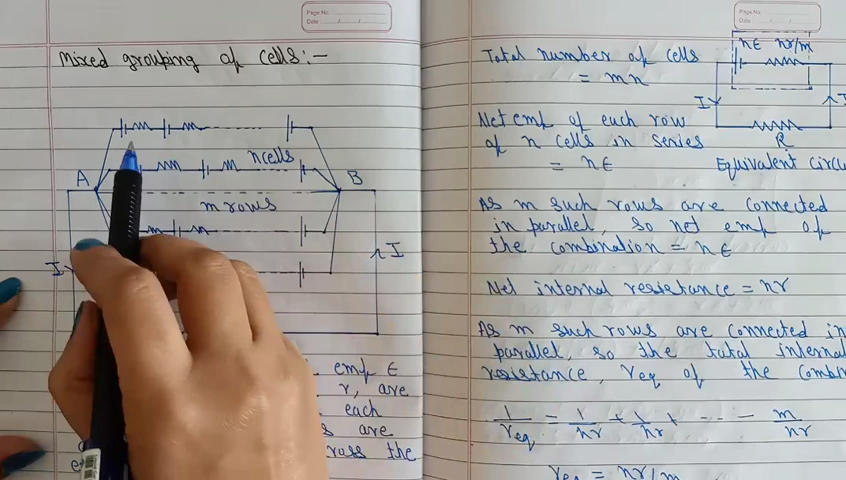 Page No.
Date
Mixed grouping of cells :-
A
B
n cells
m rows
I
I
emf ϵ
r, are
each
s are
ross the
Page No.
Date
Total number of cells
= mn
nϵ nr/m
I
I
R
Equivalent Circu
Net emf of each row
of n cells in series
= nϵ
As m such rows are connected
in parallel, so net emf of
the combination = nϵ
Net internal resistance = nr
As m such rows are connected in
parallel, so the total internal
resistance, req of the combin
1/req = 1/nr + 1/nr + - - - - m/nr
req = nr/m